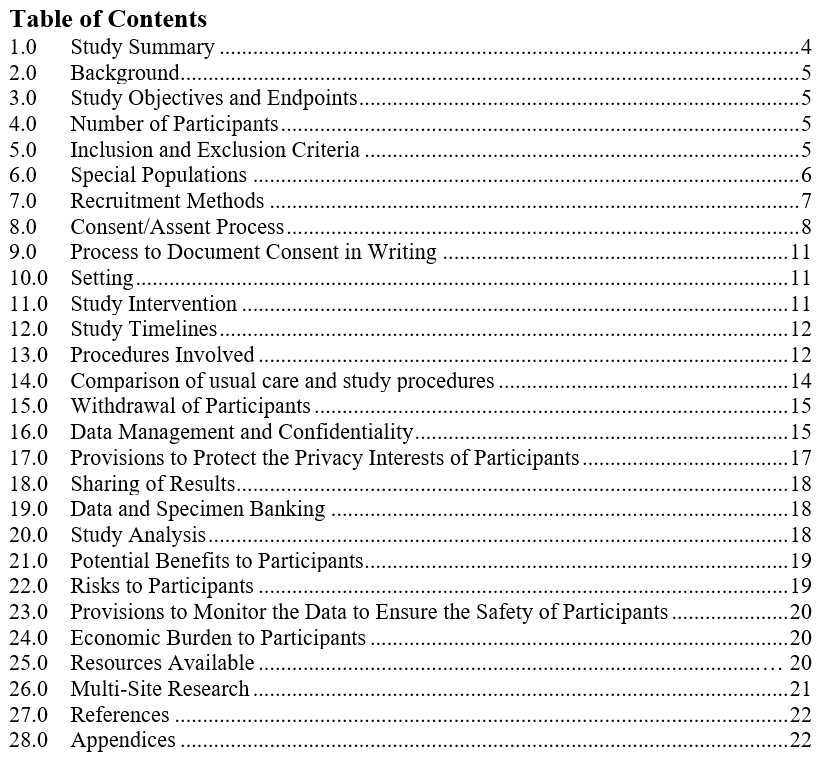 Table of Contents
1.0 Study Summary ........................................................................................................4
2.0 Background................................................................................................................5
3.0 Study Objectives and Endpoints................................................................................5
4.0 Number of Participants..............................................................................................5
5.0 Inclusion and Exclusion Criteria ...............................................................................5
6.0 Special Populations ...................................................................................................6
7.0 Recruitment Methods ................................................................................................7
8.0 Consent/Assent Process.............................................................................................8
9.0 Process to Document Consent in Writing ...............................................................11
10.0 Setting......................................................................................................................11
11.0 Study Intervention ...................................................................................................11
12.0 Study Timelines.......................................................................................................12
13.0 Procedures Involved ................................................................................................12
14.0 Comparison of usual care and study procedures .....................................................14
15.0 Withdrawal of Participants ......................................................................................15
16.0 Data Management and Confidentiality....................................................................15
17.0 Provisions to Protect the Privacy Interests of Participants......................................17
18.0 Sharing of Results....................................................................................................18
19.0 Data and Specimen Banking ...................................................................................18
20.0 Study Analysis.........................................................................................................18
21.0 Potential Benefits to Participants.............................................................................19
22.0 Risks to Participants ................................................................................................19
23.0 Provisions to Monitor the Data to Ensure the Safety of Participants ......................20
24.0 Economic Burden to Participants ............................................................................20
25.0 Resources Available ............................................................................................... 20
26.0 Multi-Site Research.................................................................................................21
27.0 References ...............................................................................................................22
28.0 Appendices ..............................................................................................................22